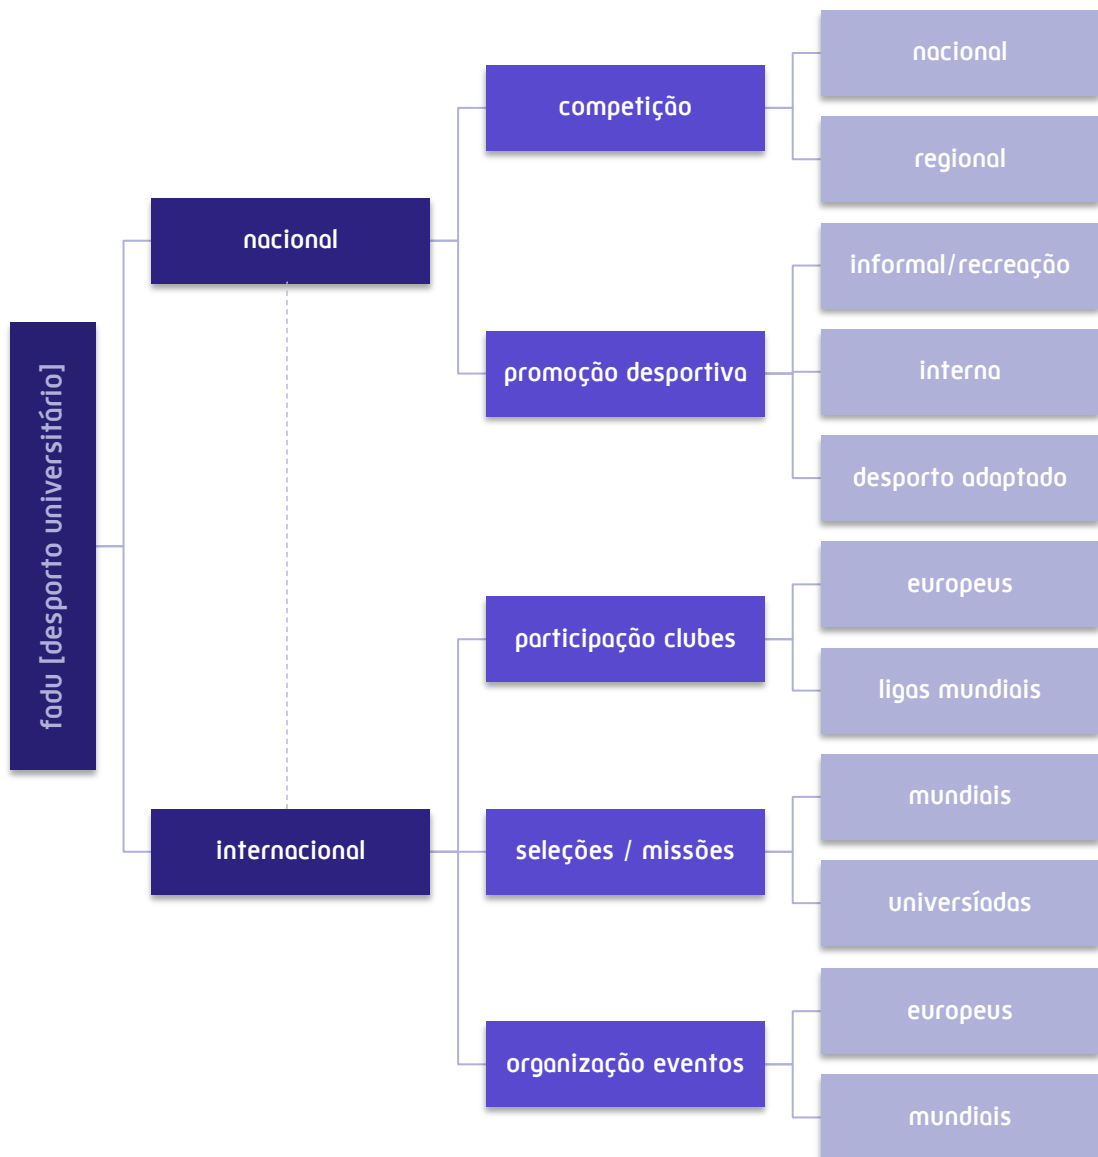 fadu [desporto universitário]
nacional
competição
nacional
regional
promoção desportiva
informal/recreação
interna
desporto adaptado
internacional
participação clubes
europeus
ligas mundiais
seleções / missões
mundiais
universíadas
organização eventos
europeus
mundiais